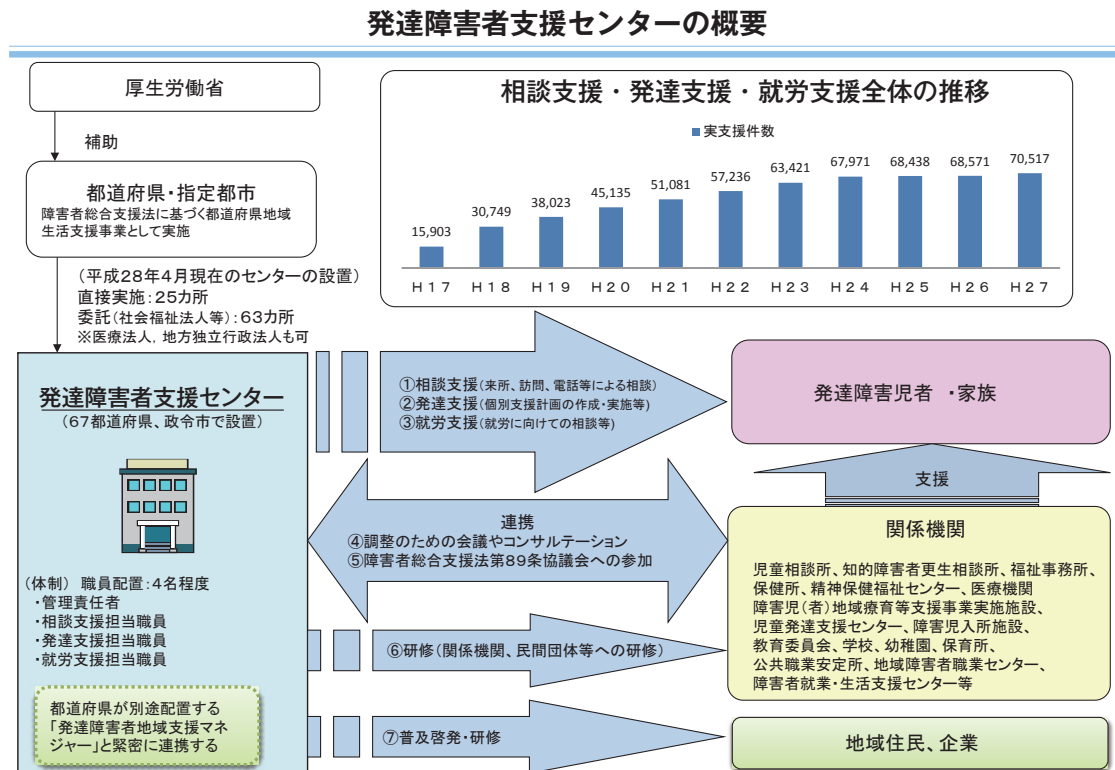 発達障害者支援センターの概要
厚生労働省
補助
都道府県・指定都市
障害者総合支援法に基づく都道府県地域
生活支援事業として実施
(平成28年4月現在のセンターの設置)
直接実施:25カ所
委託(社会福祉法人等):63カ所
※医療法人, 地方独立行政法人も可
相談支援・発達支援・就労支援全体の推移
実支援件数
15,903
30,749
38,023
45,135
51,081
57,236
63,421
67,971
68,438
68,571
70,517
H17 H18 H19 H20 H21 H22 H23 H24 H25 H26 H27
発達障害者支援センター
(67都道府県、政令市で設置)
(体制) 職員配置:4名程度
・管理責任者
・相談支援担当職員
・発達支援担当職員
・就労支援担当職員
都道府県が別途配置する
「発達障害者地域支援マネ
ジャー」と緊密に連携する
①相談支援(来所、訪問、電話等による相談)
②発達支援(個別支援計画の作成・実施等)
③就労支援(就労に向けての相談等)
発達障害児者 ・家族
支援
連携
④調整のための会議やコンサルテーション
⑤障害者総合支援法第89条協議会への参加
関係機関
児童相談所、知的障害者更生相談所、福祉事務所、
保健所、精神保健福祉センター、医療機関
障害児(者)地域療育等支援事業実施施設、
児童発達支援センター、障害児入所施設、
教育委員会、学校、幼稚園、保育所、
公共職業安定所、地域障害者職業センター、
障害者就業・生活支援センター等
⑥研修(関係機関、民間団体等への研修)
⑦普及啓発・研修
地域住民、企業